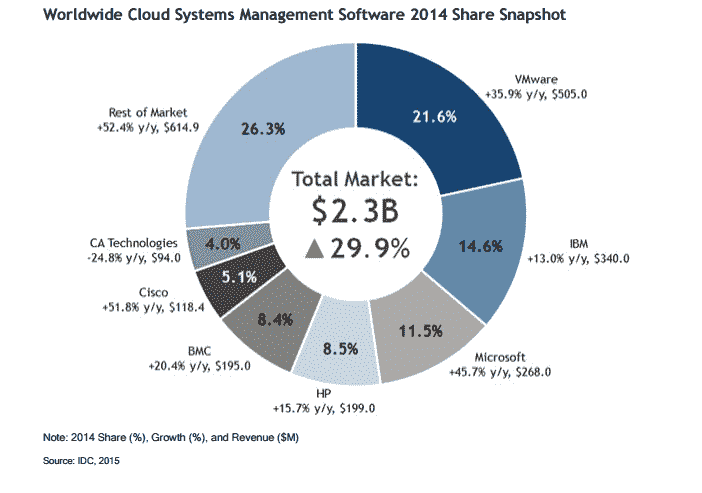 Worldwide Cloud Systems Management Software 2014 Share Snapshot
VMware
+35.9% y/y, $505.0
21.6%
IBM
+13.0% y/y, $340.0
14.6%
Microsoft
+45.7% y/y, $268.0
11.5%
HP
+15.7% y/y, $199.0
8.5%
BMC
+20.4% y/y, $195.0
8.4%
Cisco
+51.8% y/y, $118.4
5.1%
CA Technologies
-24.8% y/y, $94.0
4.0%
Rest of Market
+52.4% y/y, $614.9
26.3%
Total Market:
$2.3B
▲29.9%
Note: 2014 Share (%), Growth (%), and Revenue ($M)
Source: IDC, 2015